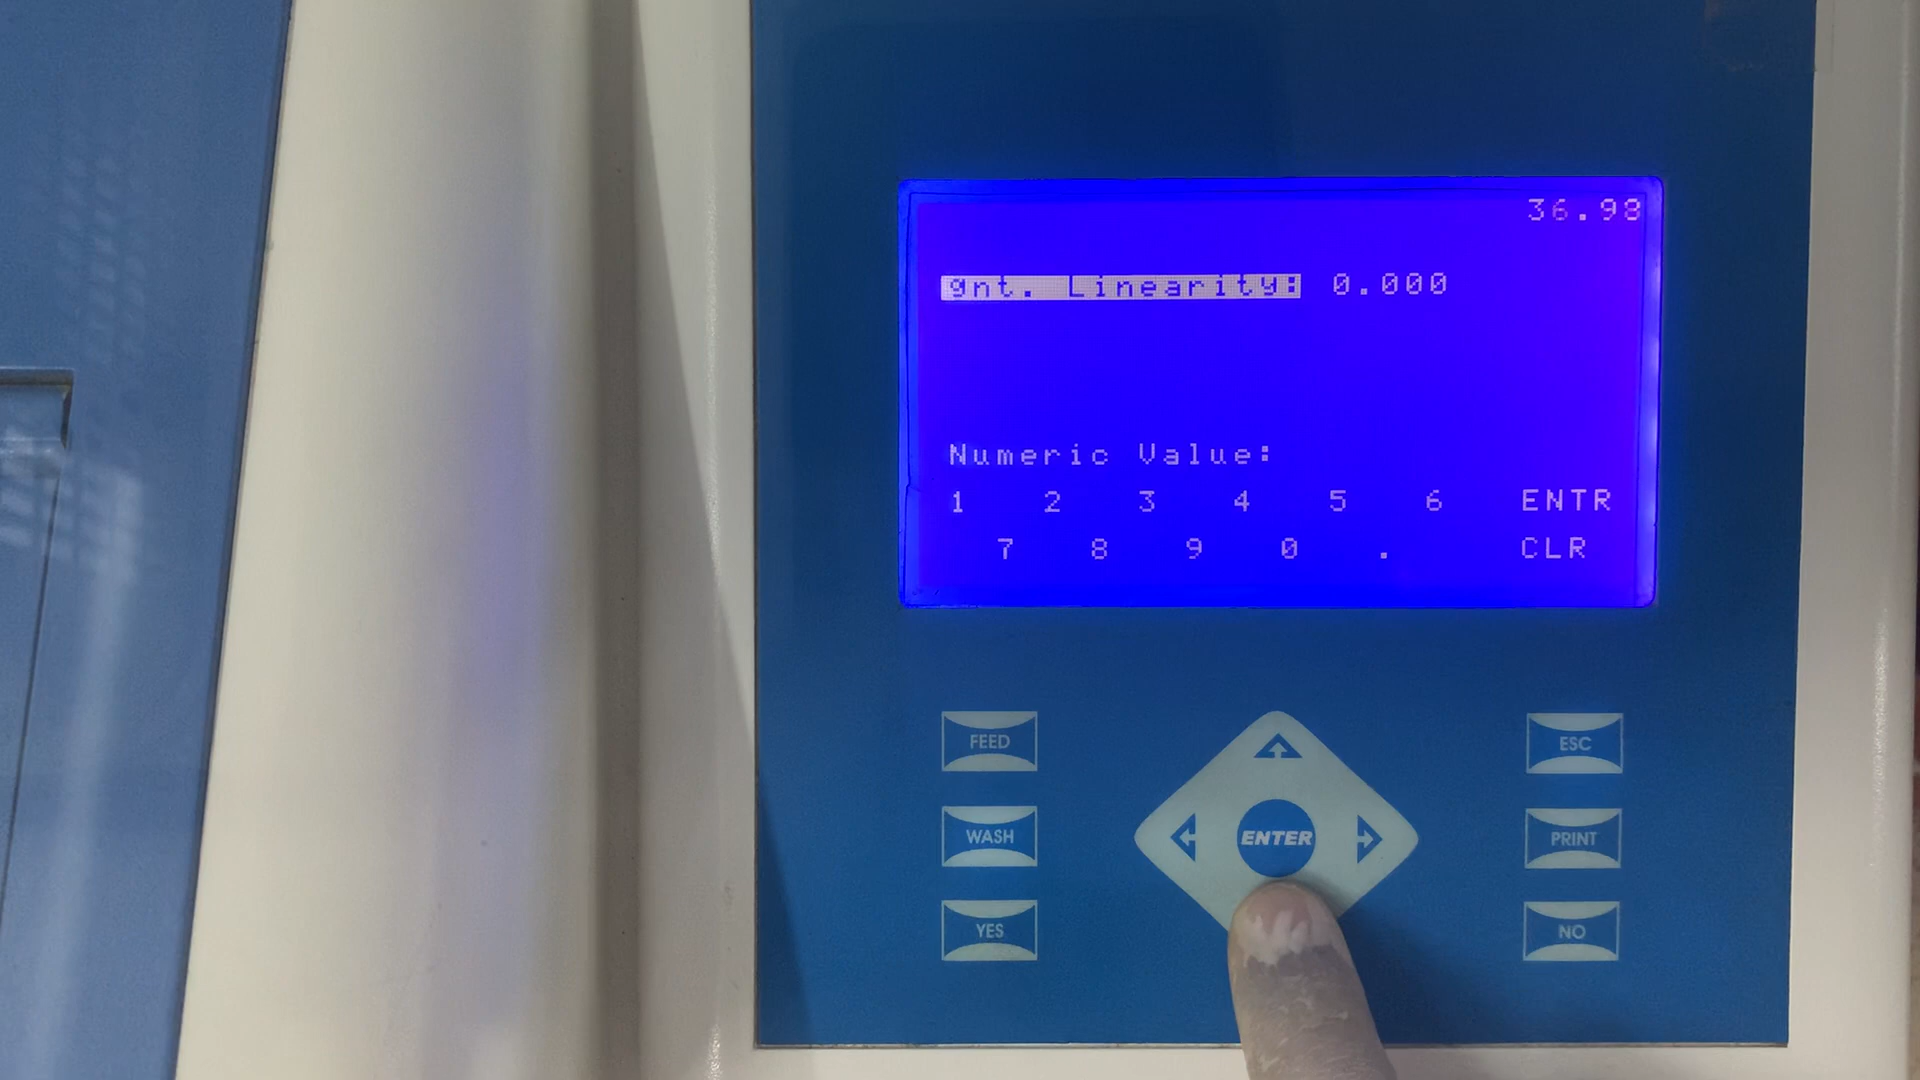 36.98
gnt. Linearity: 0.000
Numeric Value:
1 2 3 4 5 6 ENTR
7 8 9 0 . CLR
FEED
ESC
WASH
ENTER
PRINT
YES
NO